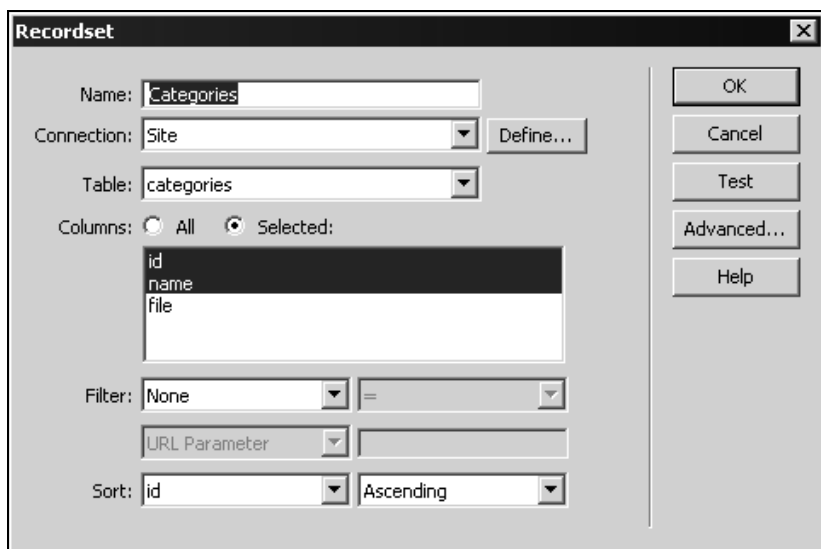 Recordset
Name: Categories
OK
Connection: Site Define...
Cancel
Table: categories
Test
Columns: All Selected:
Advanced...
id
name
file
Help
Filter: None =
URL Parameter
Sort: id Ascending